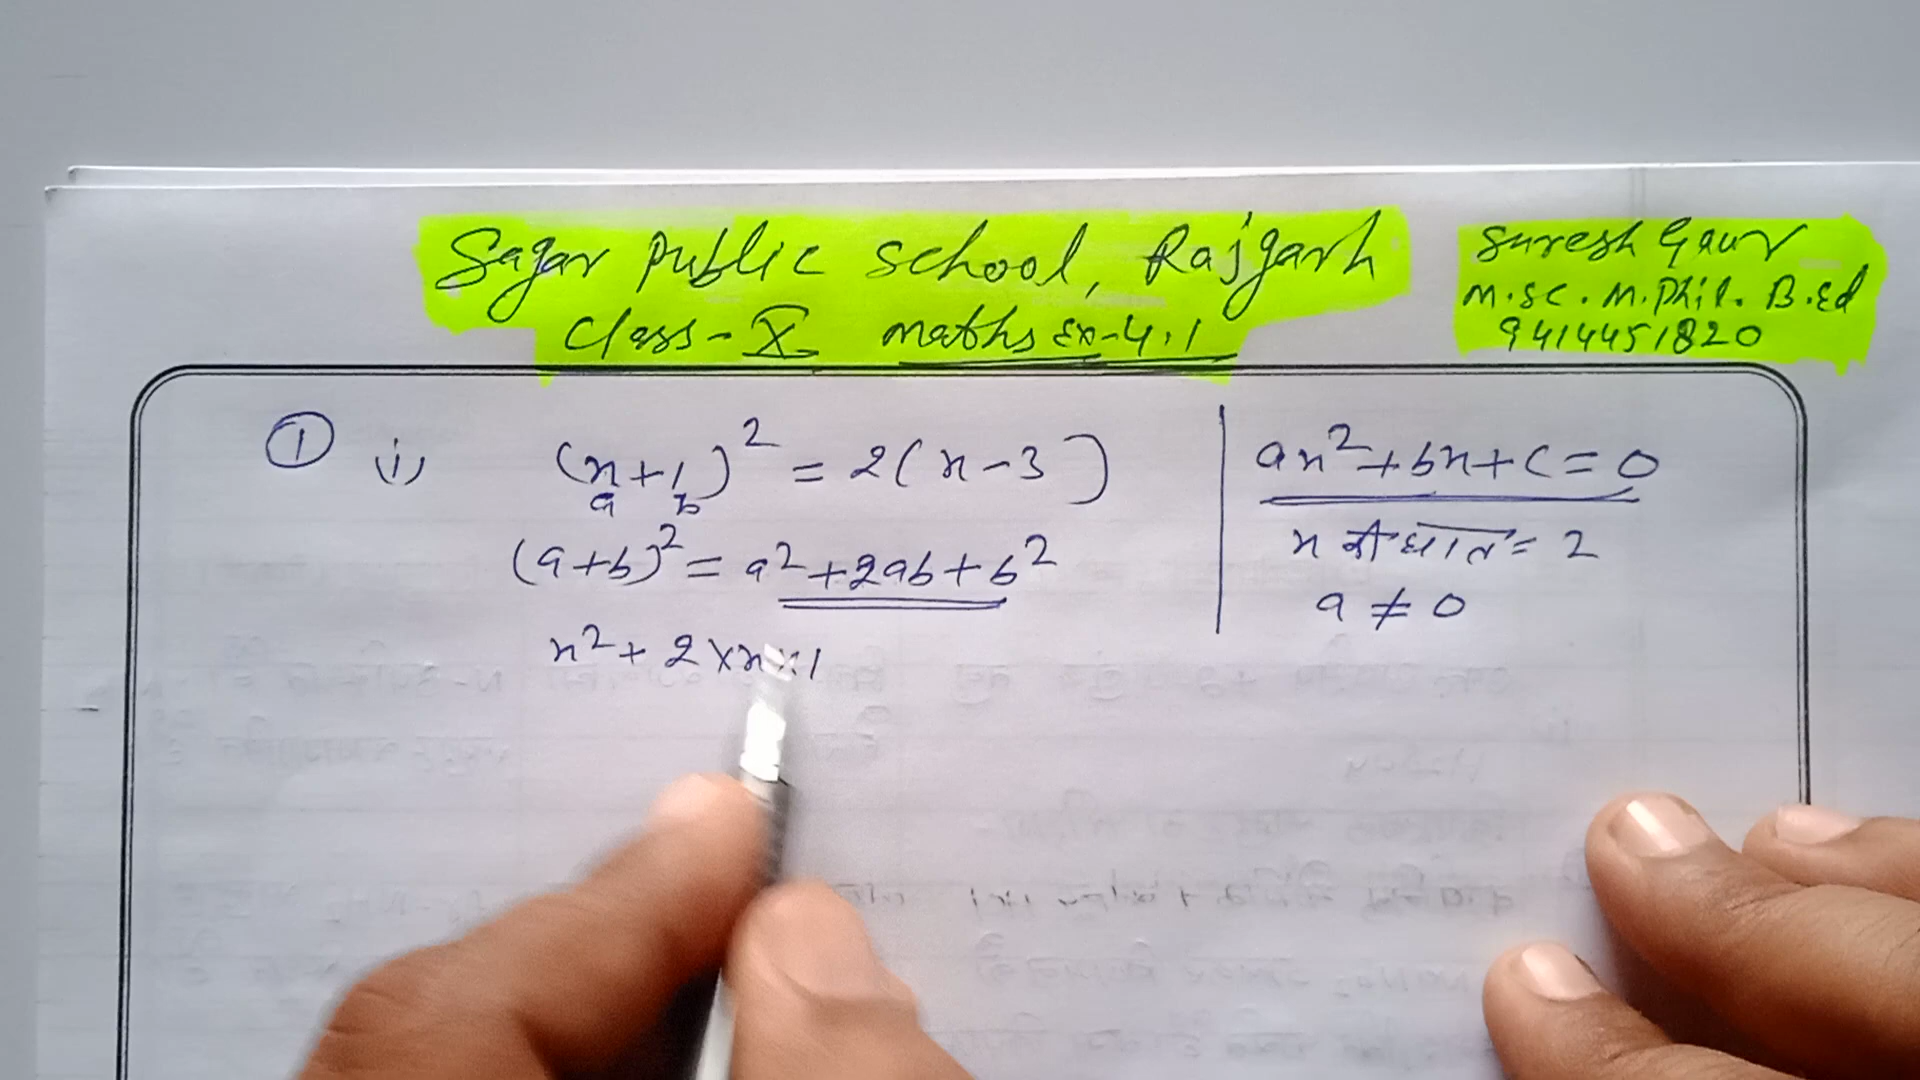 Sagar Public School, Rajgarh
Class-X maths Ex-4.1
Suresh Gaur
M.Sc. M.Phil. B.Ed
9414451820
① (i) (x+1)² = 2(x-3)
a b
(a+b)² = a²+2ab+b²
x²+ 2×x×1
ax²+bx+c=0
x की घात = 2
a ≠ 0